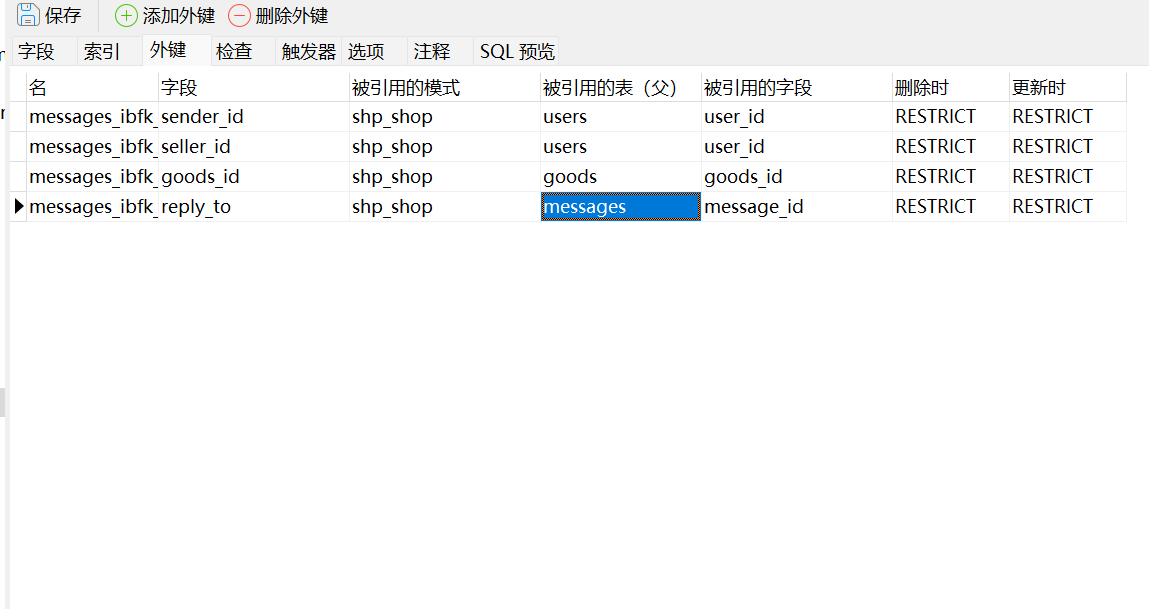 保存 添加外键 删除外键
字段 索引 外键 检查 触发器 选项 注释 SQL 预览
名 字段 被引用的模式 被引用的表（父） 被引用的字段 删除时 更新时
messages_ibfk_ sender_id shp_shop users user_id RESTRICT RESTRICT
messages_ibfk_ seller_id shp_shop users user_id RESTRICT RESTRICT
messages_ibfk_ goods_id shp_shop goods goods_id RESTRICT RESTRICT
messages_ibfk_ reply_to shp_shop messages message_id RESTRICT RESTRICT